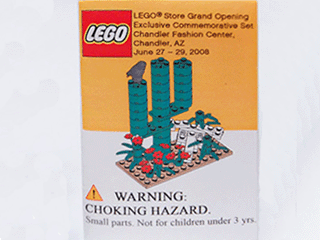 LEGO® Store Grand Opening
Exclusive Commemorative Set
Chandler Fashion Center,
Chandler, AZ
June 27 – 29, 2008
LEGO
WARNING:
CHOKING HAZARD.
Small parts. Not for children under 3 yrs.